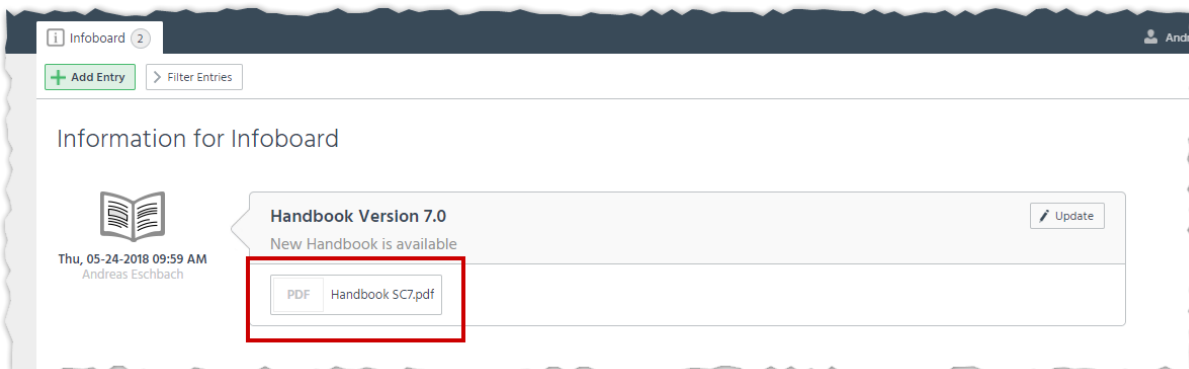 Infoboard 2
Andr
Add Entry
Filter Entries
Information for Infoboard
Handbook Version 7.0
Update
New Handbook is available
Thu, 05-24-2018 09:59 AM
Andreas Eschbach
PDF Handbook SC7.pdf